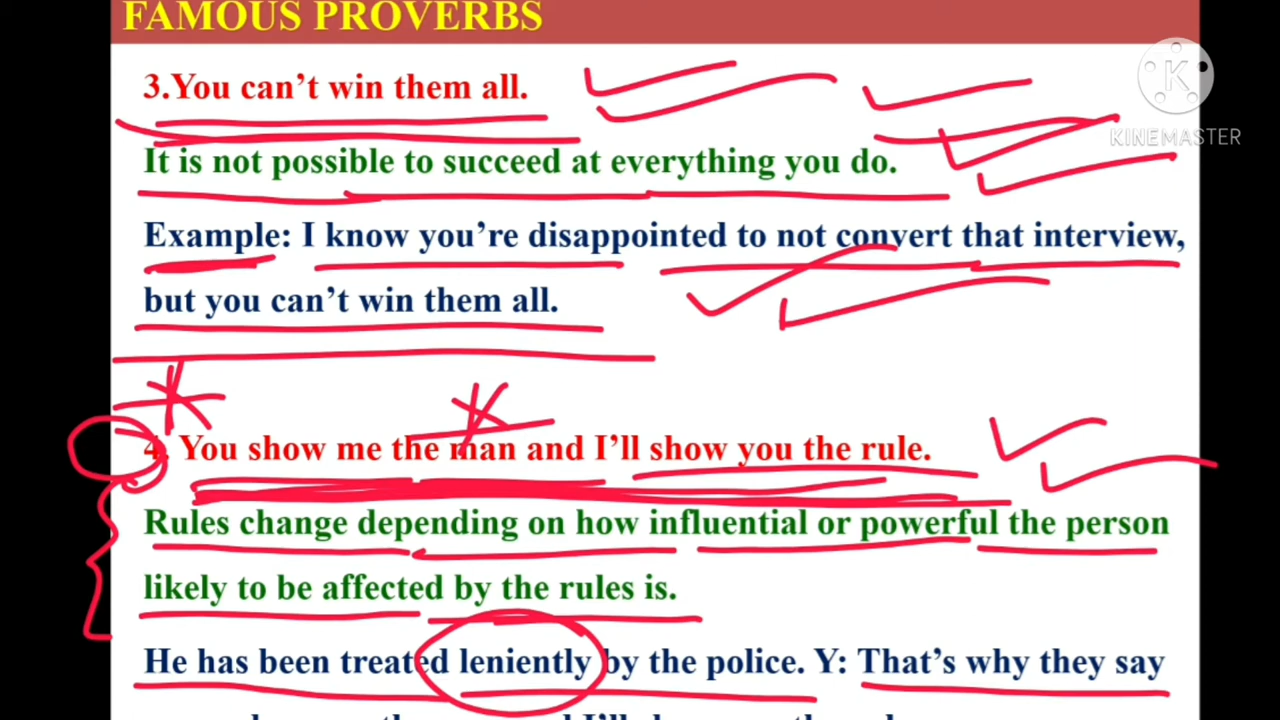 FAMOUS PROVERBS
3.You can't win them all.
K
KINEMASTER
It is not possible to succeed at everything you do.
Example: I know you're disappointed to not convert that interview,
but you can't win them all.
4. You show me the man and I'll show you the rule.
Rules change depending on how influential or powerful the person
likely to be affected by the rules is.
He has been treated leniently by the police. Y: That's why they say